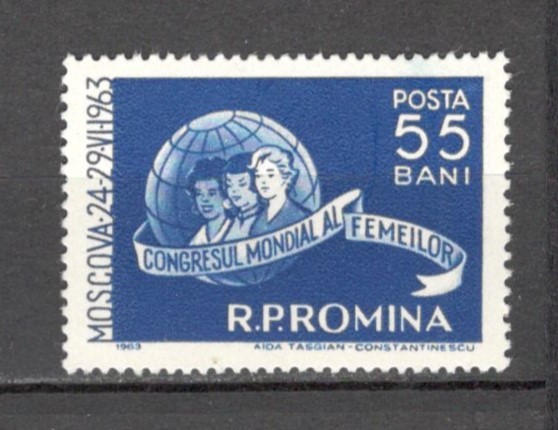 MOSCOVA·24-29·VI·1963
POSTA
55
BANI
CONGRESUL MONDIAL AL FEMEILOR
R.P.ROMINA
1963
AIDA TASGIAN-CONSTANTINESCU